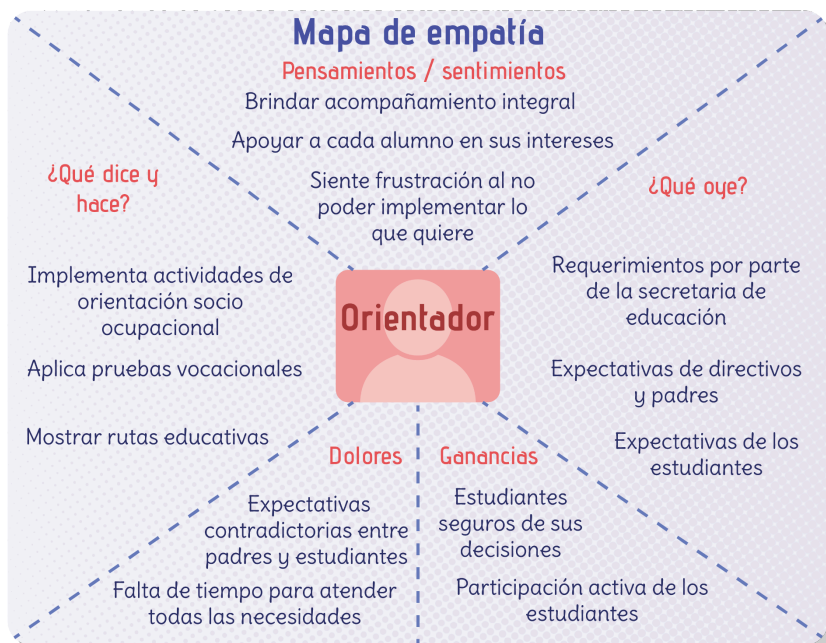 Mapa de empatía
Pensamientos / sentimientos
Brindar acompañamiento integral
Apoyar a cada alumno en sus intereses
Siente frustración al no
poder implementar lo
que quiere
¿Qué dice y
hace?
Implementa actividades de
orientación socio
ocupacional
Aplica pruebas vocacionales
Mostrar rutas educativas
Orientador
¿Qué oye?
Requerimientos por parte
de la secretaria de
educación
Expectativas de directivos
y padres
Expectativas de los
estudiantes
Dolores
Expectativas
contradictorias entre
padres y estudiantes
Falta de tiempo para atender
todas las necesidades
Ganancias
Estudiantes
seguros de sus
decisiones
Participación activa de los
estudiantes